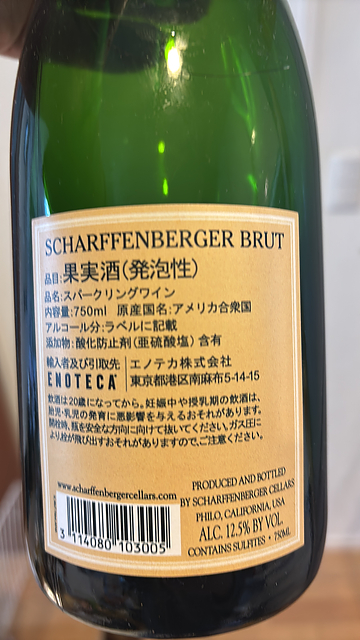 SCHARFFENBERGER BRUT
品目:果実酒(発泡性)
品名:スパークリングワイン
内容量:750ml 原産国名:アメリカ合衆国
アルコール分:ラベルに記載
添加物:酸化防止剤(亜硫酸塩)含有
輸入者及び引取先 エノテカ株式会社
ENOTECA 東京都港区南麻布5-14-15
飲酒は20歳になってから。妊娠中や授乳期の飲酒は、
胎児・乳児の発育に悪影響を与えるおそれがあります。
開栓時、瓶を安全な方向に向けて抜いてください。ガス圧に
より栓が飛び出すおそれがありますので、ご注意ください。
www.scharffenbergercellars.com
3 114080 103005
PRODUCED AND BOTTLED
BY SCHARFFENBERGER CELLARS
PHILO, CALIFORNIA, USA
ALC. 12.5% BY VOL.
CONTAINS SULFITES • 750ML